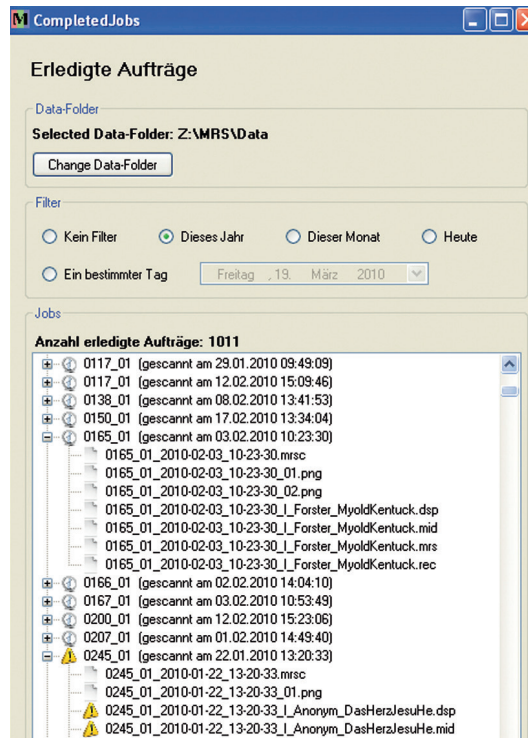 M CompletedJobs
Erledigte Aufträge
Data-Folder
Selected Data-Folder: Z:\MRS\Data
Change Data-Folder
Filter
Kein Filter Dieses Jahr Dieser Monat Heute
Ein bestimmter Tag Freitag , 19. März 2010
Jobs
Anzahl erledigte Aufträge: 1011
0117_01 (gescannt am 29.01.2010 09:49:09)
0117_01 (gescannt am 12.02.2010 15:09:46)
0138_01 (gescannt am 08.02.2010 13:41:53)
0150_01 (gescannt am 17.02.2010 13:34:04)
0165_01 (gescannt am 03.02.2010 10:23:30)
0165_01_2010-02-03_10-23-30.mrsc
0165_01_2010-02-03_10-23-30_01.png
0165_01_2010-02-03_10-23-30_02.png
0165_01_2010-02-03_10-23-30_I_Forster_MyoldKentuck.dsp
0165_01_2010-02-03_10-23-30_I_Forster_MyoldKentuck.mid
0165_01_2010-02-03_10-23-30_I_Forster_MyoldKentuck.mrs
0165_01_2010-02-03_10-23-30_I_Forster_MyoldKentuck.rec
0166_01 (gescannt am 02.02.2010 14:04:10)
0167_01 (gescannt am 03.02.2010 10:53:49)
0200_01 (gescannt am 12.02.2010 15:23:06)
0207_01 (gescannt am 01.02.2010 14:49:40)
0245_01 (gescannt am 22.01.2010 13:20:33)
0245_01_2010-01-22_13-20-33.mrsc
0245_01_2010-01-22_13-20-33_01.png
0245_01_2010-01-22_13-20-33_I_Anonym_DasHerzJesuHe.dsp
0245_01_2010-01-22_13-20-33_I_Anonym_DasHerzJesuHe.mid